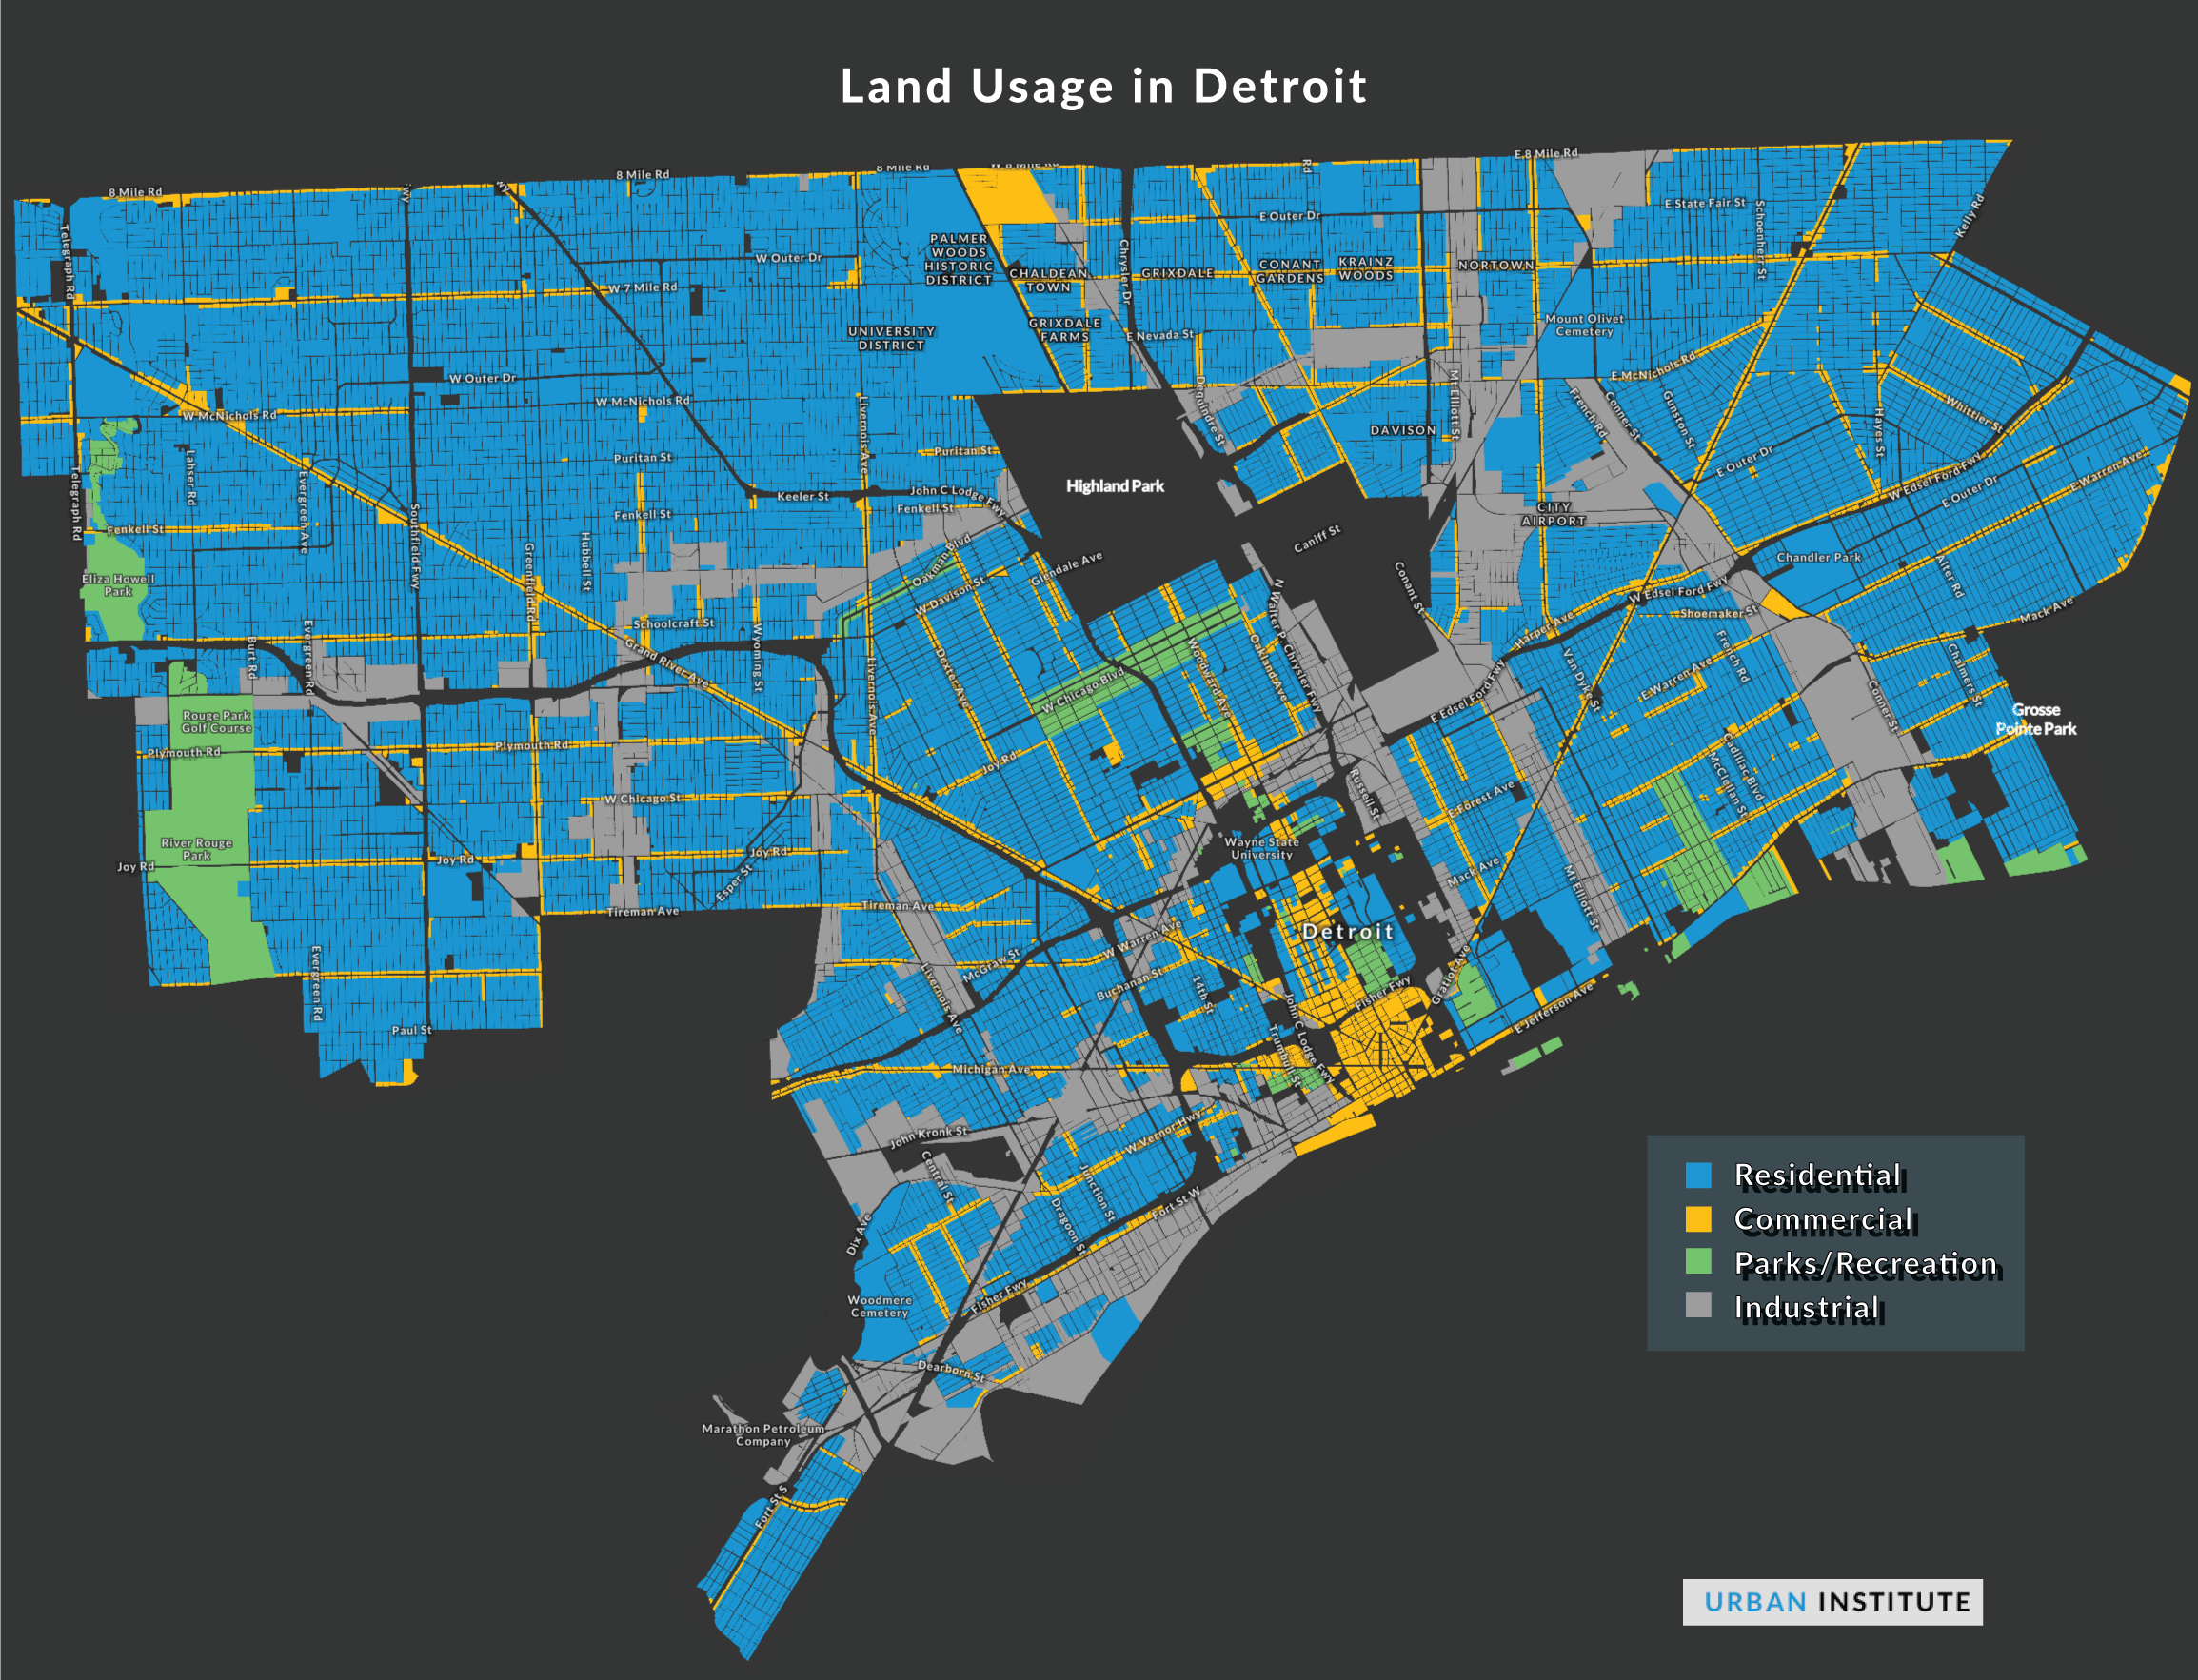 Land Usage in Detroit
8 Mile Rd
8 Mile Rd
8 Mile Rd
W 8 Mile Rd
Rd
E 8 Mile Rd
wy
wy
Telegraph Rd
W Outer Dr
W 7 Mile Rd
PALMER
WOODS
HISTORIC
DISTRICT
CHALDEAN
TOWN
Chrysler Dr
GRIXDALE
E Outer Dr
CONANT
GARDENS
KRAINZ
WOODS
NORTOWN
E State Fair St
Schoenherr St
Kelly Rd
UNIVERSITY
DISTRICT
GRIXDALE
FARMS
E Nevada St
Mount Olivet
Cemetery
W Outer Dr
W McNichols Rd
W McNichols Rd
E McNichols Rd
Livernois Ave
Dequindre St
Mt Elliott St
DAVISON
French Rd
Conner St
Gunston St
Hayes St
Whittier St
Puritan St
Puritan St
Lahser Rd
Telegraph Rd
Evergreen Ave
Keeler St
John C Lodge Fwy
Highland Park
E Outer Dr
W Edsel Ford Fwy
E Outer Dr
E Warren Ave
Fenkell St
Fenkell St
Fenkell St
CITY
AIRPORT
Southfield Fwy
Greenfield Rd
Hubbell St
Oakman Blvd
W Davison St
Glendale Ave
Caniff St
Conant St
Chandler Park
Alter Rd
Eliza Howell
Park
N Walter P Chrysler Fwy
W Edsel Ford Fwy
Shoemaker St
Mack Ave
Schoolcraft St
Grand River Ave
Wyoming St
Burt Rd
Evergreen Rd
Livernois Ave
Dexter Ave
W Chicago Blvd
Woodward Ave
Oakland Ave
E Edsel Ford Fwy
Harper Ave
Van Dyke St
E Warren Ave
French Rd
Conner St
Chalmers St
Grosse
Pointe Park
Rouge Park
Golf Course
Plymouth Rd
Plymouth Rd
Joy Rd
Cadillac Blvd
McClellan St
W Chicago St
Russell St
E Forest Ave
River Rouge
Park
Joy Rd
Joy Rd
Joy Rd
Esper St
Wayne State
University
Mack Ave
Mt Elliott St
Tireman Ave
Tireman Ave
Detroit
W Warren Ave
McGraw St
Buchanan St
14th St
Evergreen Rd
Livernois Ave
Fisher Fwy
Gratiot Ave
E Jefferson Ave
Paul St
John C Lodge Fwy
Trumbull St
Michigan Ave
John Kronk St
W Vernor Hwy
Central St
Junction St
Dragoon St
Fort St W
Dix Ave
Fisher Fwy
Woodmere
Cemetery
Dearborn St
Marathon Petroleum
Company
Fort St S
Residential
Commercial
Parks/Recreation
Industrial
URBAN INSTITUTE